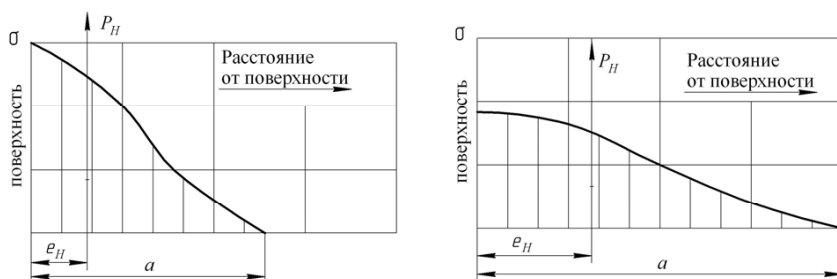 σ
P_H
Расстояние
от поверхности
поверхность
e_H
a
σ
P_H
Расстояние
от поверхности
поверхность
e_H
a